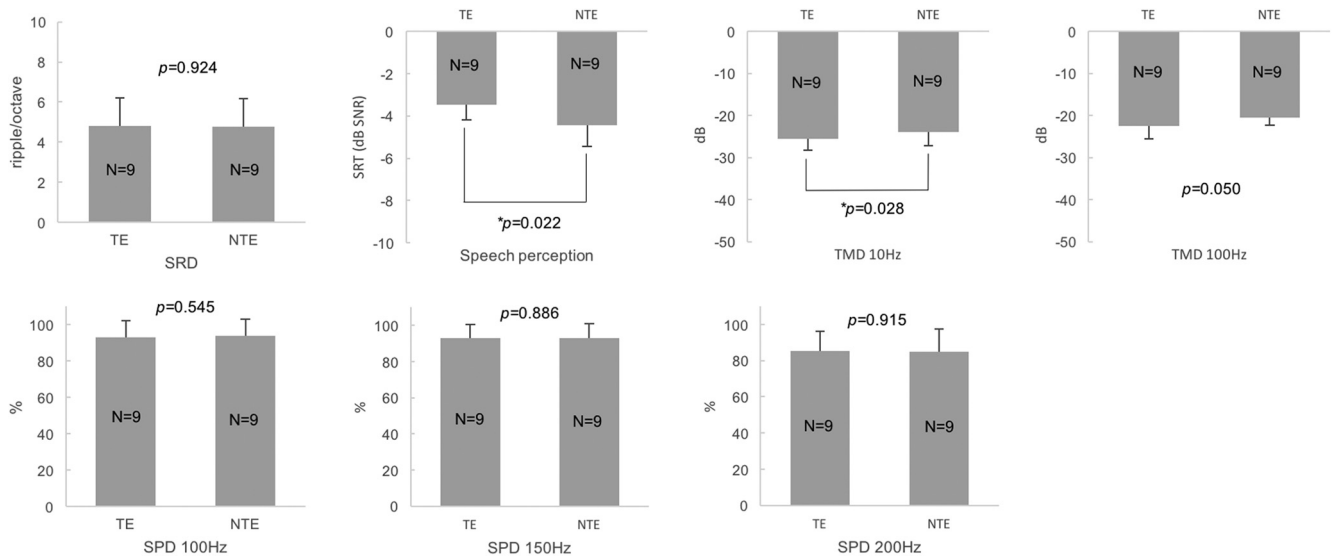 10
8
6
4
2
0
ripple/octave
p=0.924
N=9
N=9
TE
NTE
SRD
TE
NTE
0
-2
-4
-6
-8
-10
SRT (dB SNR)
N=9
N=9
*p=0.022
Speech perception
TE
NTE
0
-10
-20
-30
-40
-50
dB
N=9
N=9
*p=0.028
TMD 10Hz
TE
NTE
0
-10
-20
-30
-40
-50
dB
N=9
N=9
p=0.050
TMD 100Hz
100
80
60
40
20
0
%
p=0.545
N=9
N=9
TE
NTE
SPD 100Hz
100
80
60
40
20
0
%
p=0.886
N=9
N=9
TE
NTE
SPD 150Hz
100
80
60
40
20
0
%
p=0.915
N=9
N=9
TE
NTE
SPD 200Hz